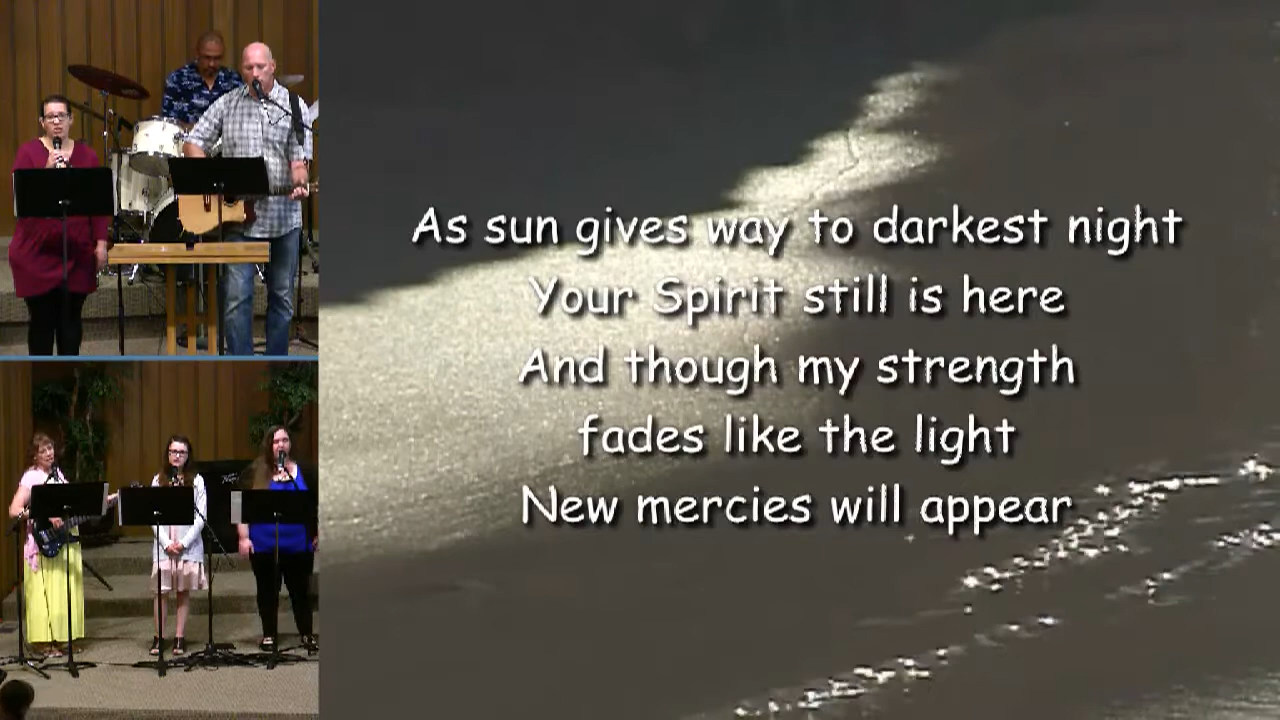 As sun gives way to darkest night
Your Spirit still is here
And though my strength
fades like the light
New mercies will appear